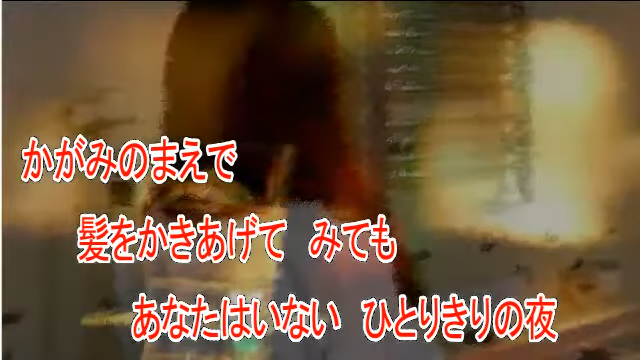 かがみのまえで
髪をかきあげて　みても
あなたはいない　ひとりきりの夜